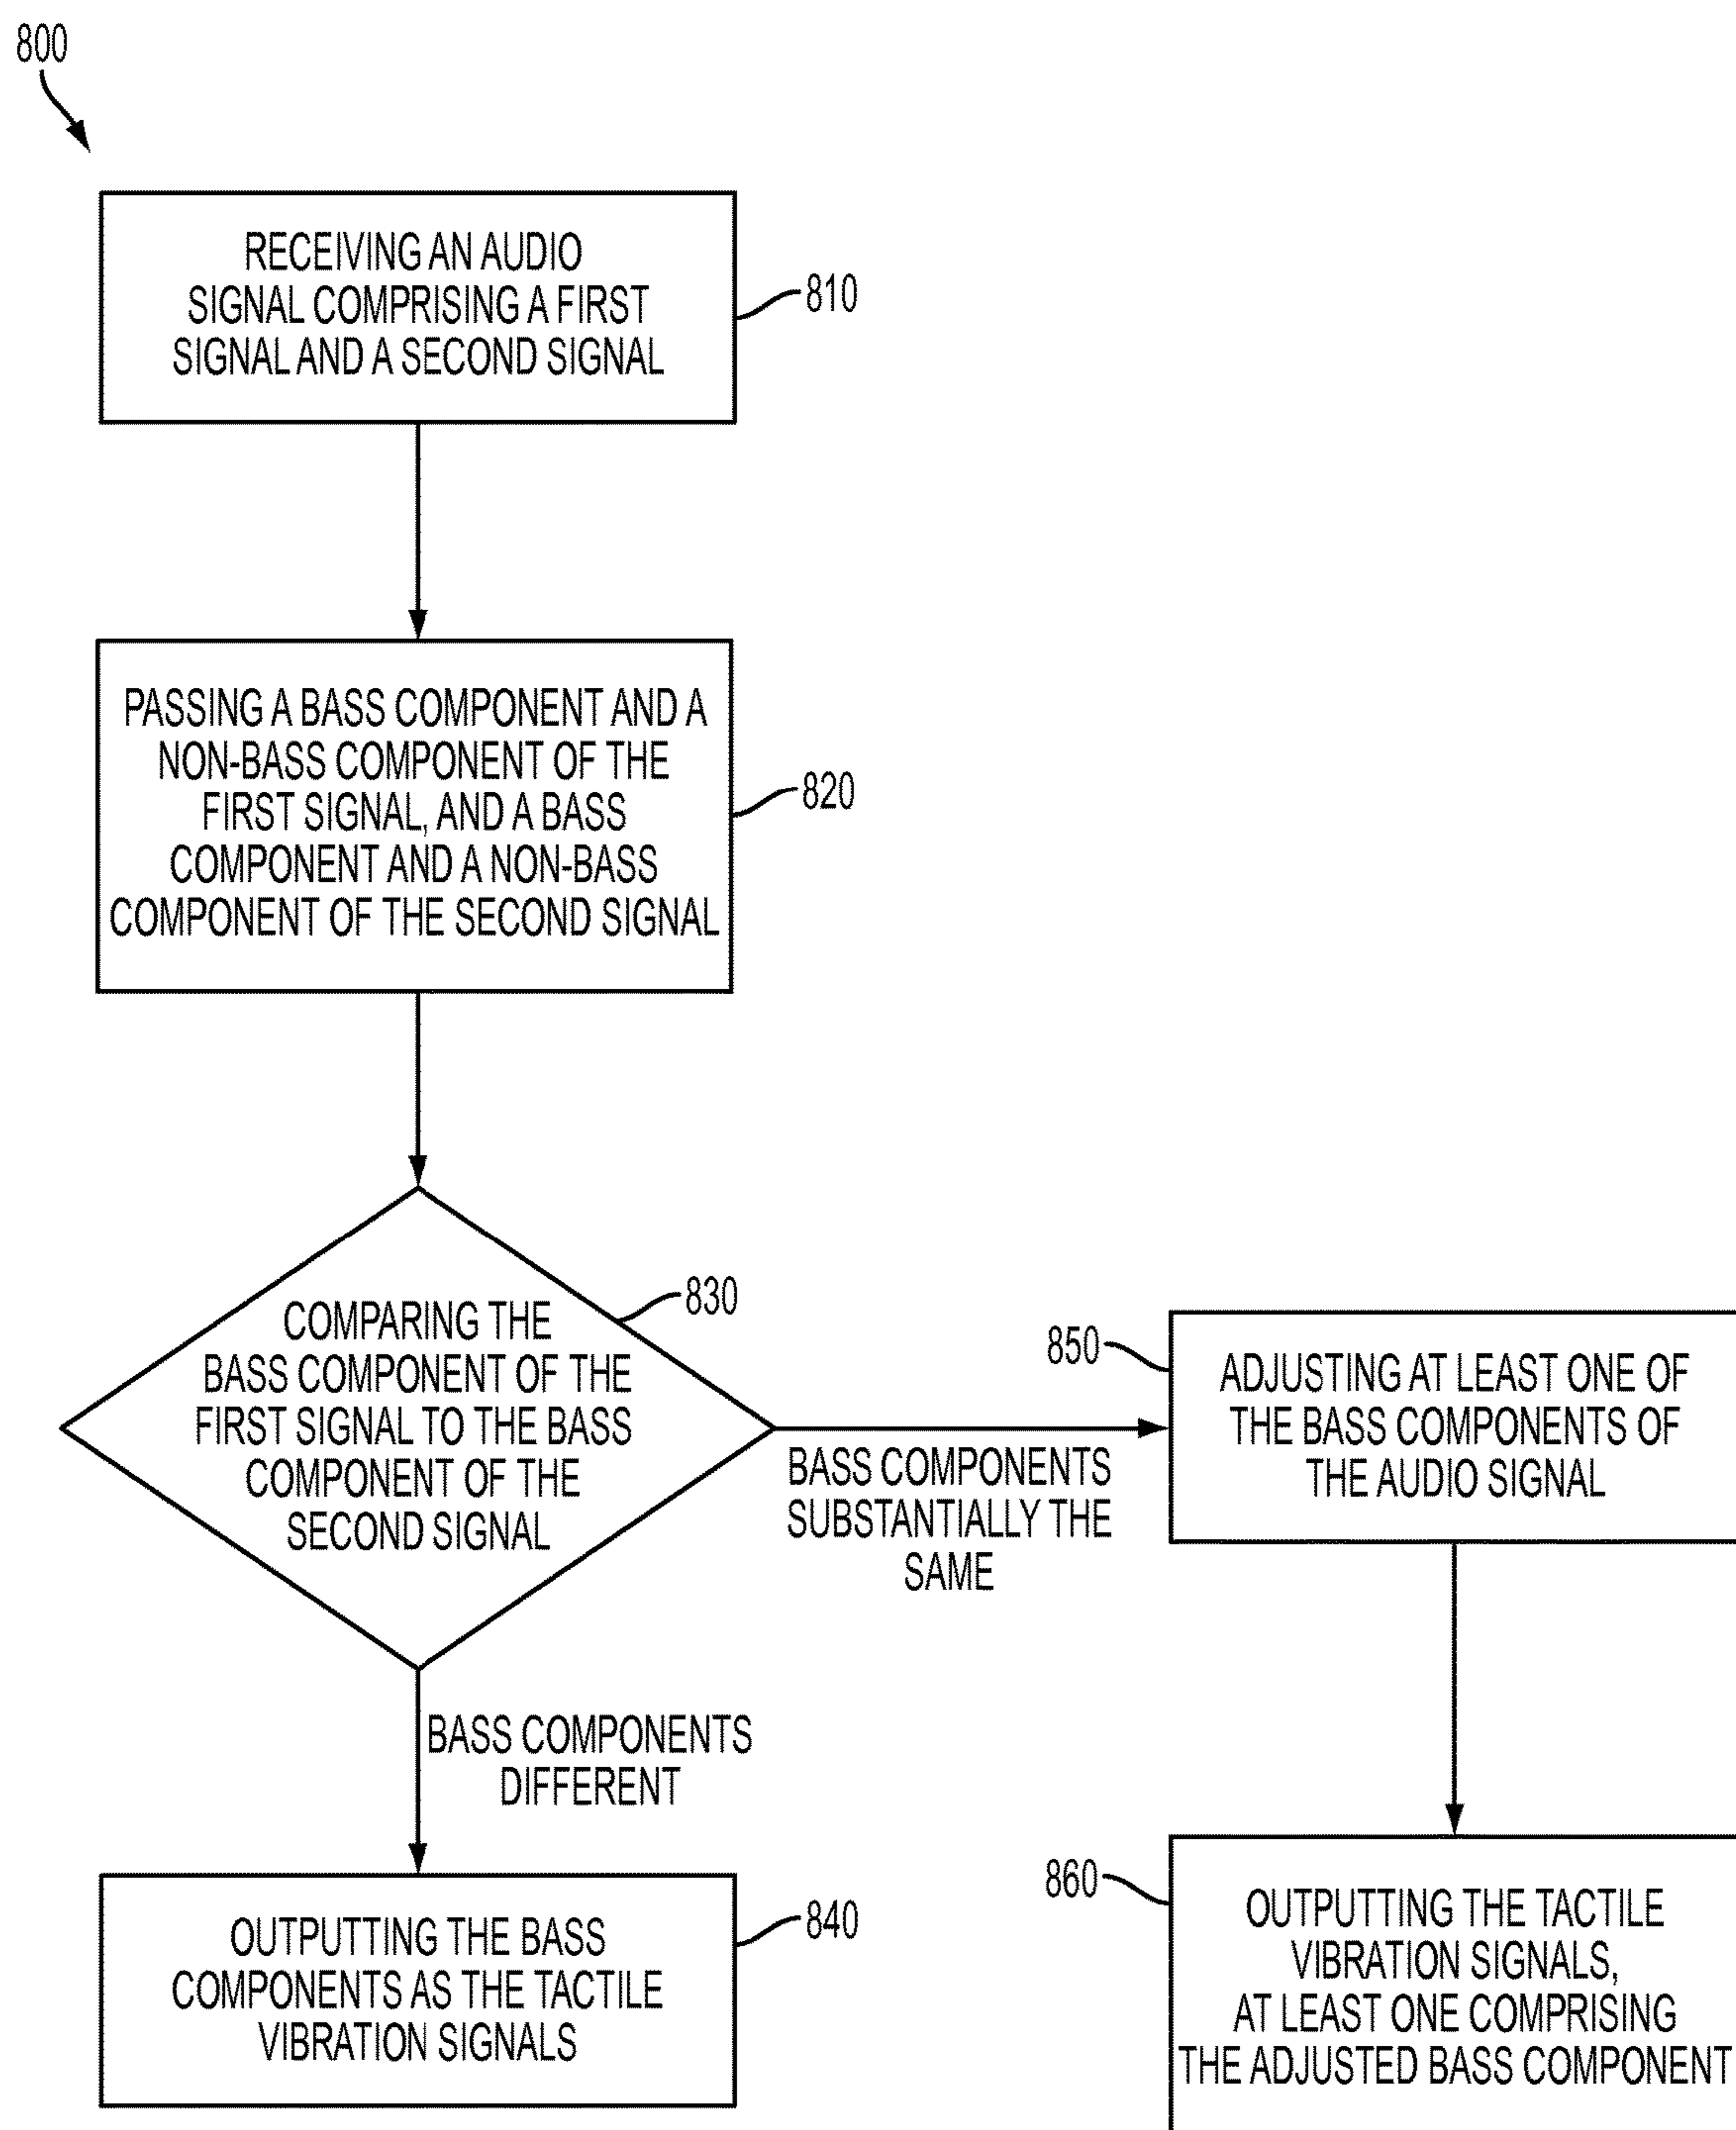 800
RECEIVING AN AUDIO
SIGNAL COMPRISING A FIRST
SIGNAL AND A SECOND SIGNAL
810
PASSING A BASS COMPONENT AND A
NON-BASS COMPONENT OF THE
FIRST SIGNAL, AND A BASS
COMPONENT AND A NON-BASS
COMPONENT OF THE SECOND SIGNAL
820
COMPARING THE
BASS COMPONENT OF THE
FIRST SIGNAL TO THE BASS
COMPONENT OF THE
SECOND SIGNAL
830
BASS COMPONENTS
SUBSTANTIALLY THE
SAME
850
ADJUSTING AT LEAST ONE OF
THE BASS COMPONENTS OF
THE AUDIO SIGNAL
BASS COMPONENTS
DIFFERENT
OUTPUTTING THE BASS
COMPONENTS AS THE TACTILE
VIBRATION SIGNALS
840
860
OUTPUTTING THE TACTILE
VIBRATION SIGNALS,
AT LEAST ONE COMPRISING
THE ADJUSTED BASS COMPONENT